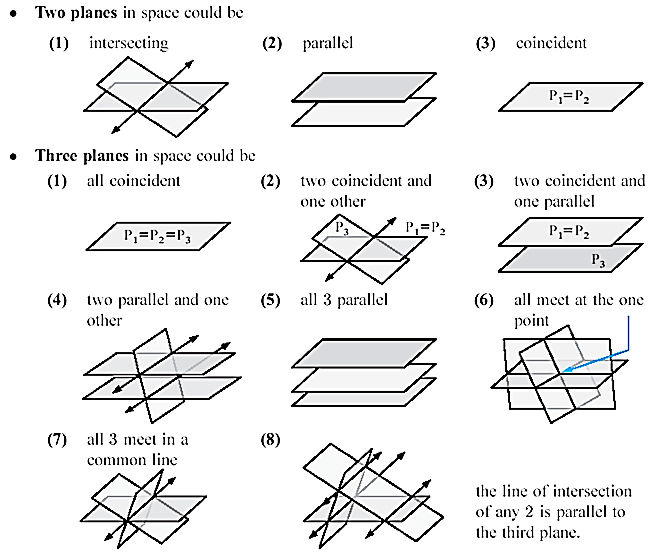 • Two planes in space could be
(1) intersecting (2) parallel (3) coincident
P₁=P₂
• Three planes in space could be
(1) all coincident (2) two coincident and (3) two coincident and
one other one parallel
P₁=P₂=P₃ P₃ P₁=P₂ P₁=P₂
P₃
(4) two parallel and one (5) all 3 parallel (6) all meet at the one
other point
(7) all 3 meet in a (8)
common line
the line of intersection
of any 2 is parallel to
the third plane.